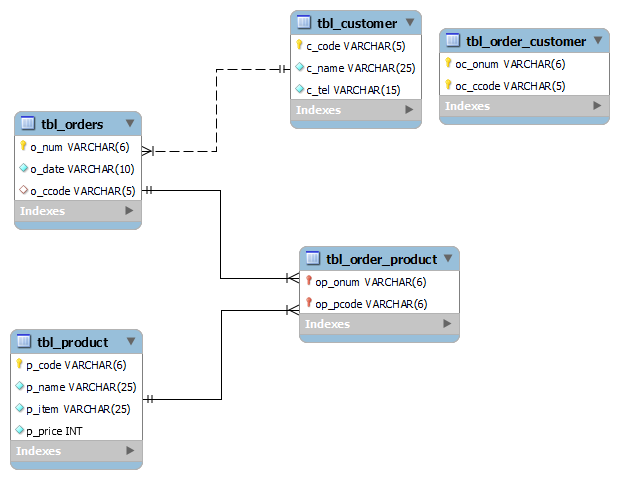 tbl_customer
c_code VARCHAR(5)
c_name VARCHAR(25)
c_tel VARCHAR(15)
Indexes
tbl_order_customer
oc_onum VARCHAR(6)
oc_ccode VARCHAR(5)
Indexes
tbl_orders
o_num VARCHAR(6)
o_date VARCHAR(10)
o_ccode VARCHAR(5)
Indexes
tbl_order_product
op_onum VARCHAR(6)
op_pcode VARCHAR(6)
Indexes
tbl_product
p_code VARCHAR(6)
p_name VARCHAR(25)
p_item VARCHAR(25)
p_price INT
Indexes